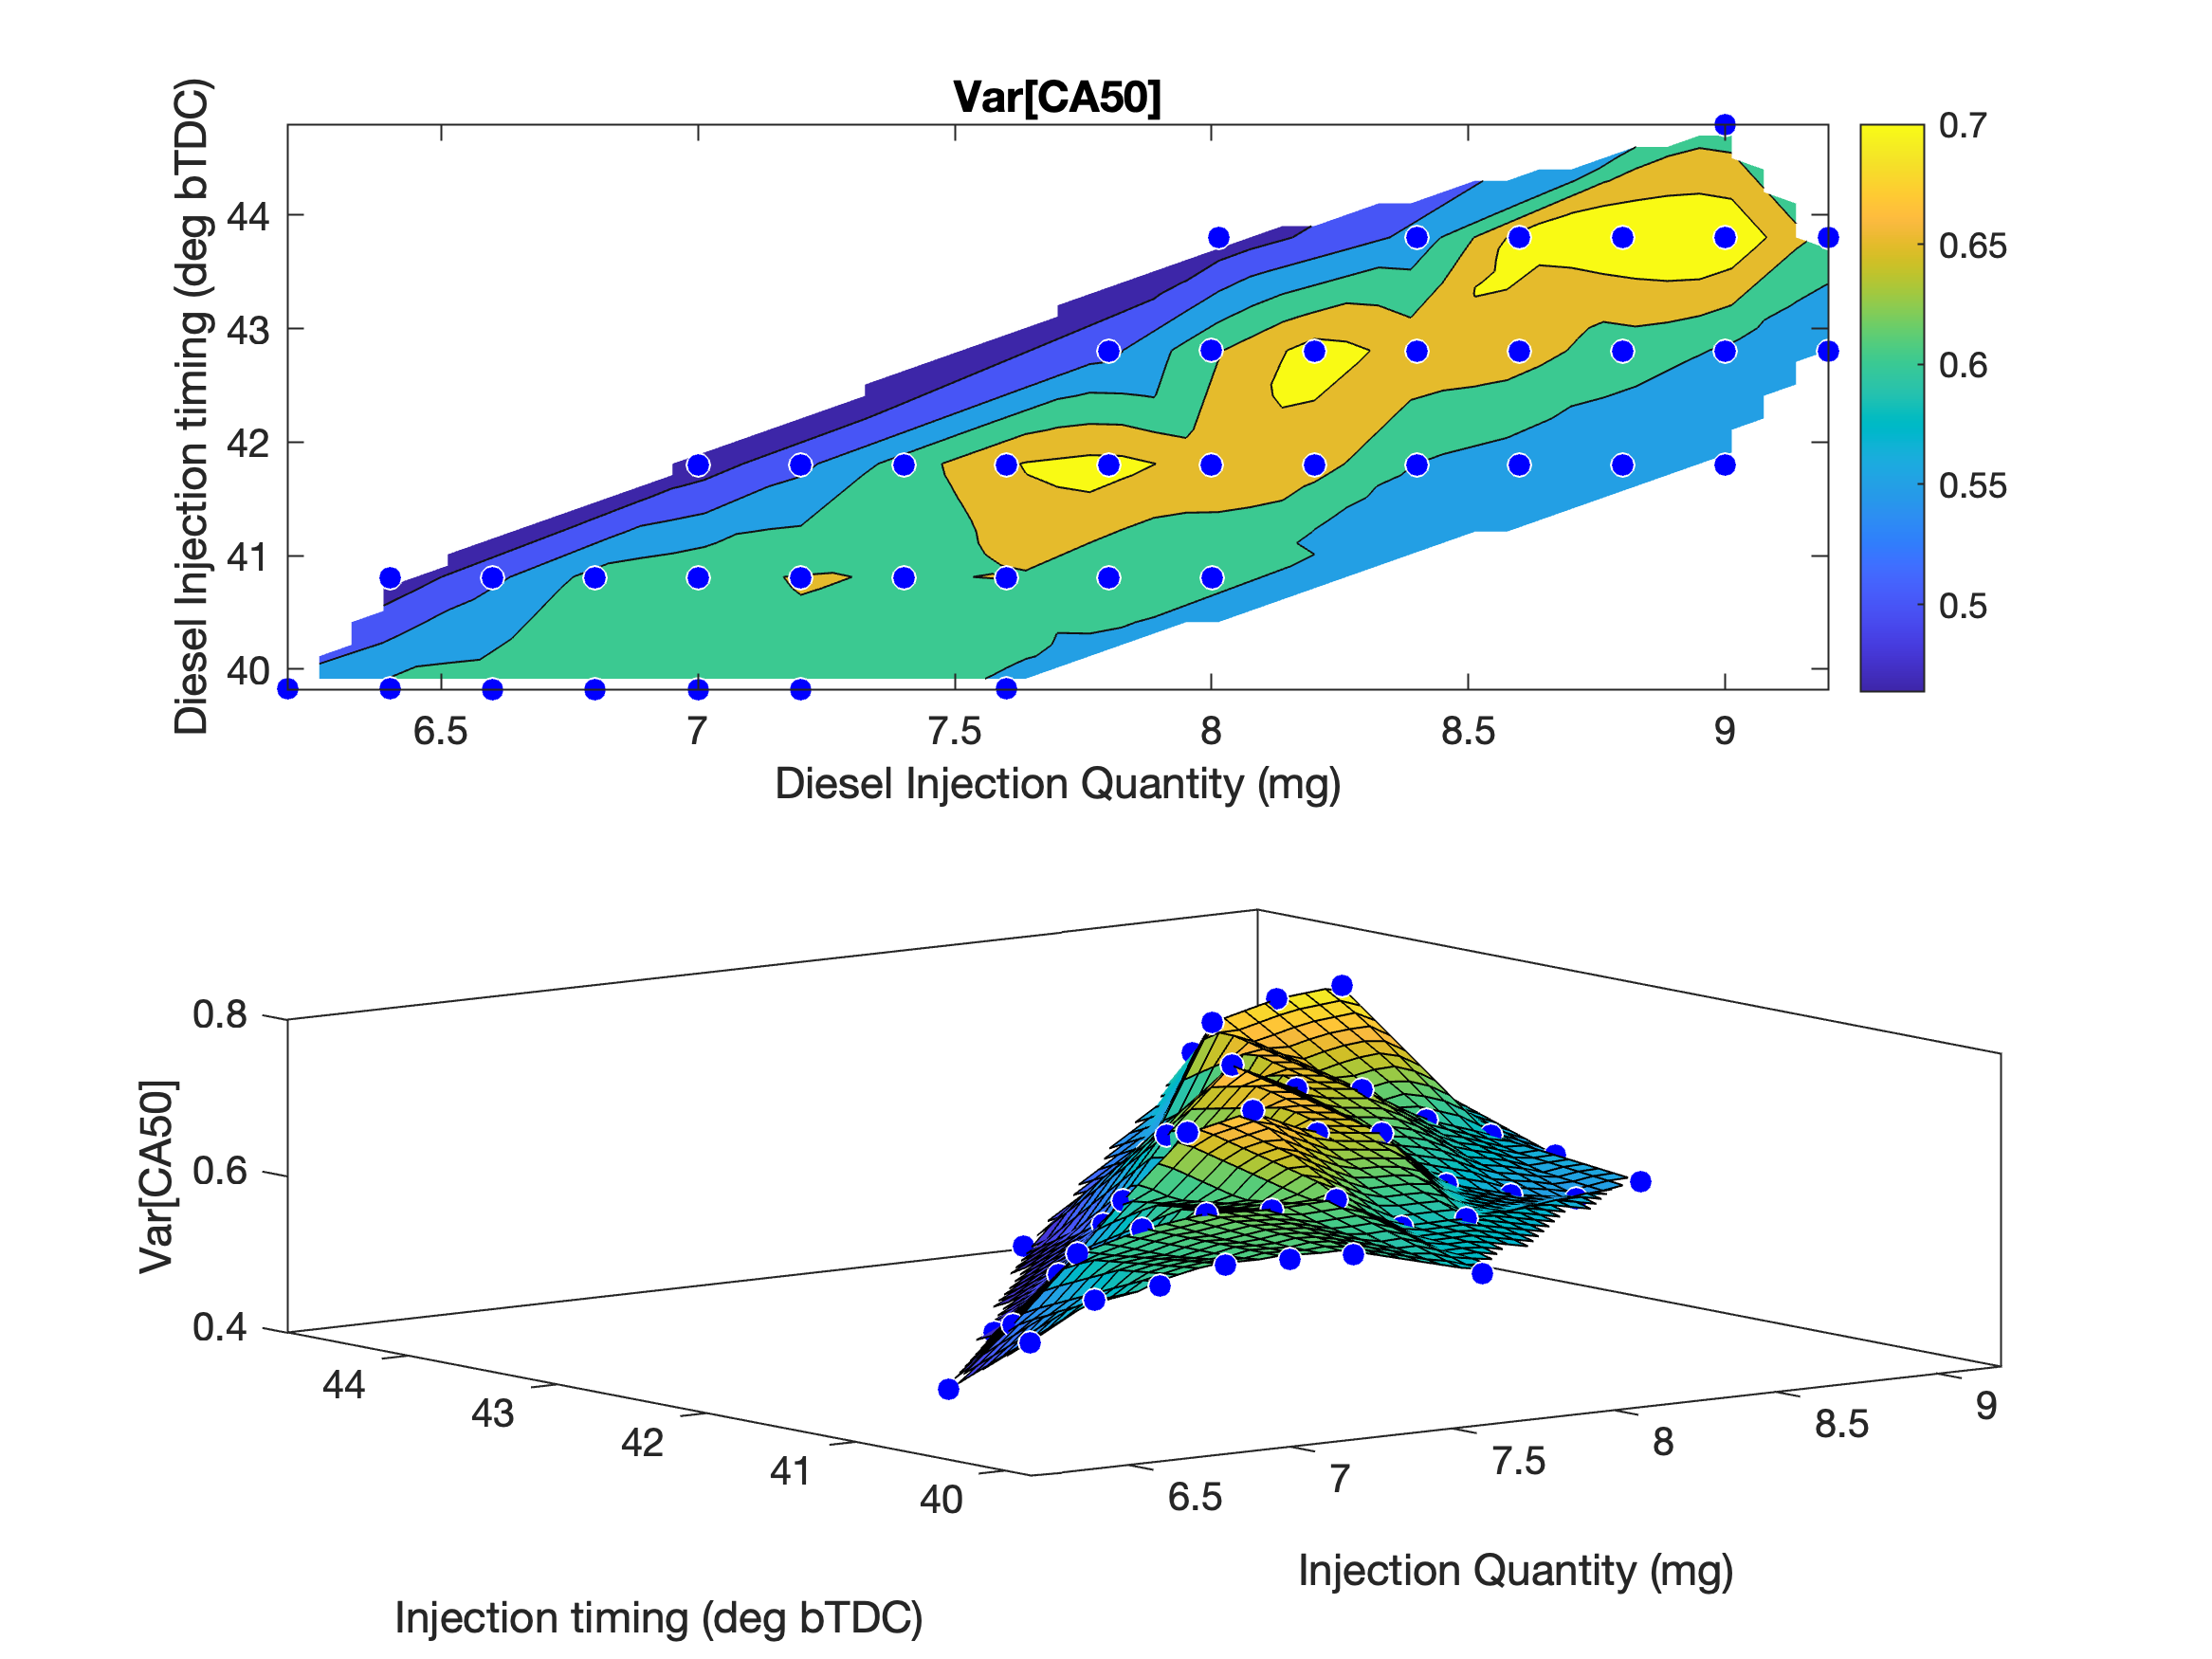 Var[CA50]
Diesel Injection timing (deg bTDC)
44
43
42
41
40
6.5 7 7.5 8 8.5 9
Diesel Injection Quantity (mg)
0.7
0.65
0.6
0.55
0.5
Var[CA50]
0.8
0.6
0.4
44 43 42 41 40
6.5 7 7.5 8 8.5 9
Injection Quantity (mg)
Injection timing (deg bTDC)